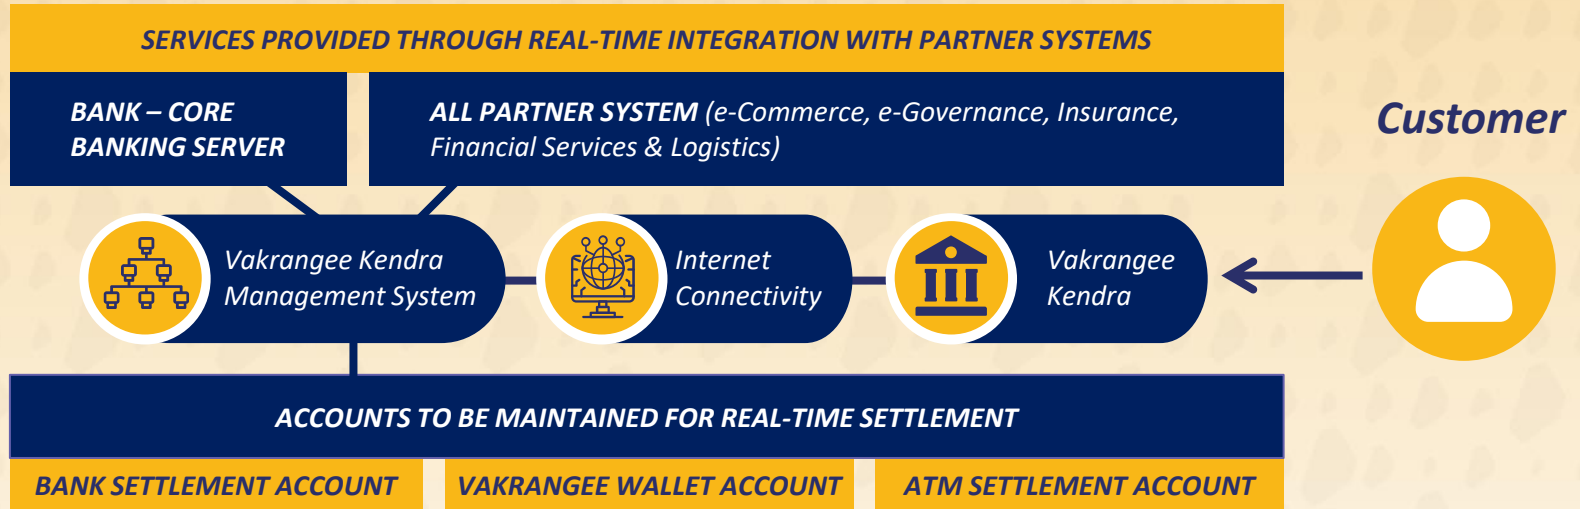 SERVICES PROVIDED THROUGH REAL-TIME INTEGRATION WITH PARTNER SYSTEMS
BANK – CORE
BANKING SERVER
ALL PARTNER SYSTEM (e-Commerce, e-Governance, Insurance,
Financial Services & Logistics)
Customer
Vakrangee Kendra
Management System
Internet
Connectivity
Vakrangee
Kendra
ACCOUNTS TO BE MAINTAINED FOR REAL-TIME SETTLEMENT
BANK SETTLEMENT ACCOUNT
VAKRANGEE WALLET ACCOUNT
ATM SETTLEMENT ACCOUNT